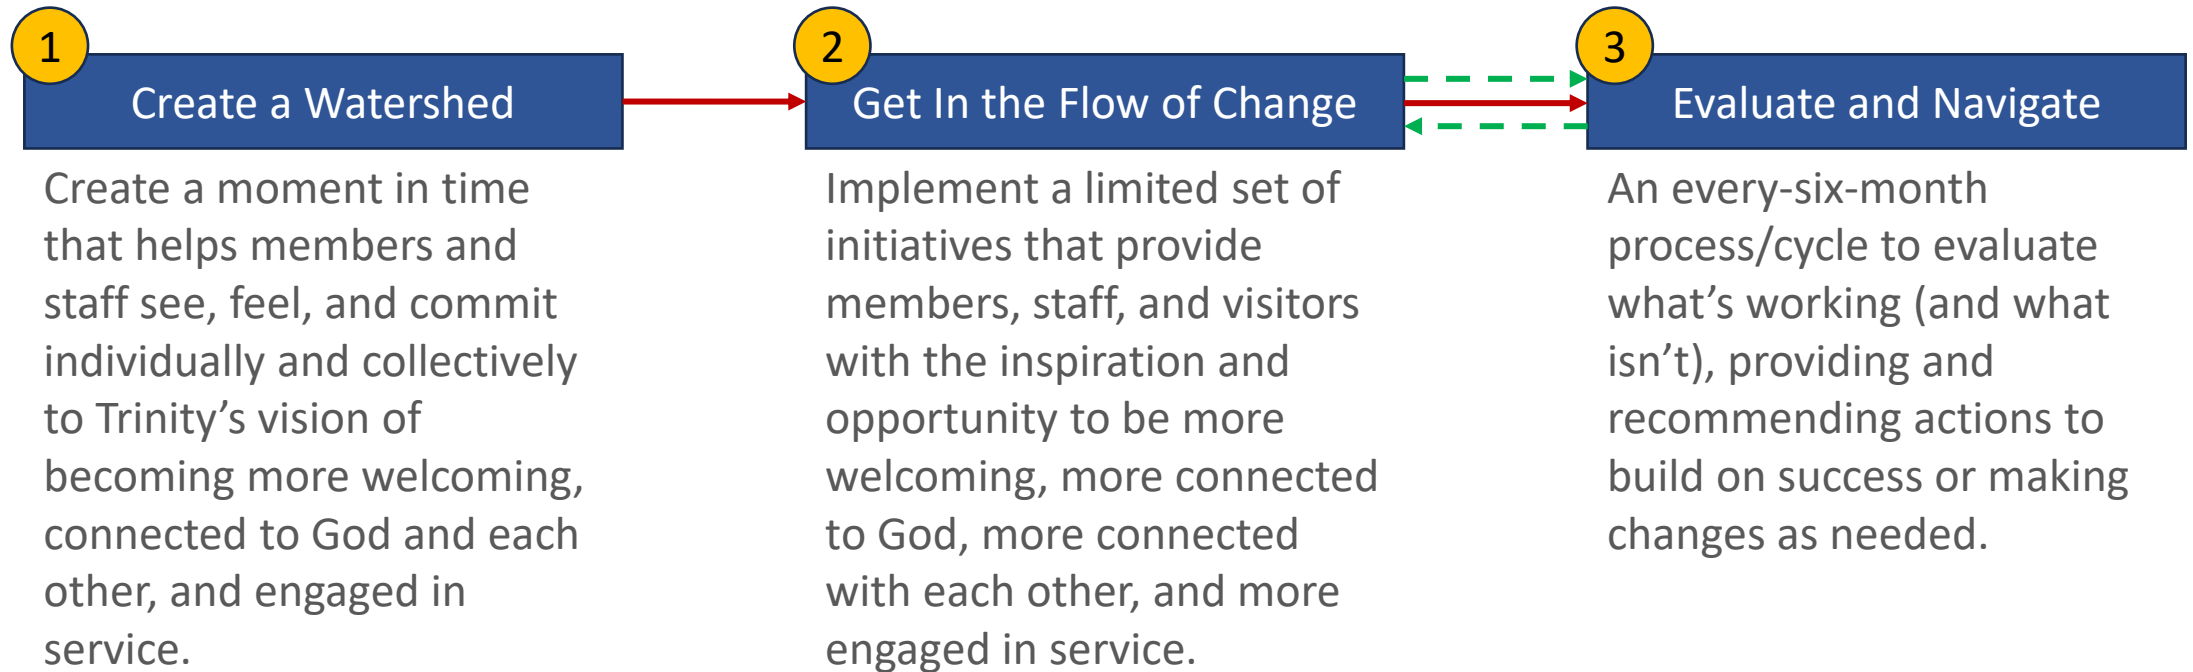 1
Create a Watershed
Create a moment in time
that helps members and
staff see, feel, and commit
individually and collectively
to Trinity’s vision of
becoming more welcoming,
connected to God and each
other, and engaged in
service.
2
Get In the Flow of Change
Implement a limited set of
initiatives that provide
members, staff, and visitors
with the inspiration and
opportunity to be more
welcoming, more connected
to God, more connected
with each other, and more
engaged in service.
3
Evaluate and Navigate
An every-six-month
process/cycle to evaluate
what’s working (and what
isn’t), providing and
recommending actions to
build on success or making
changes as needed.